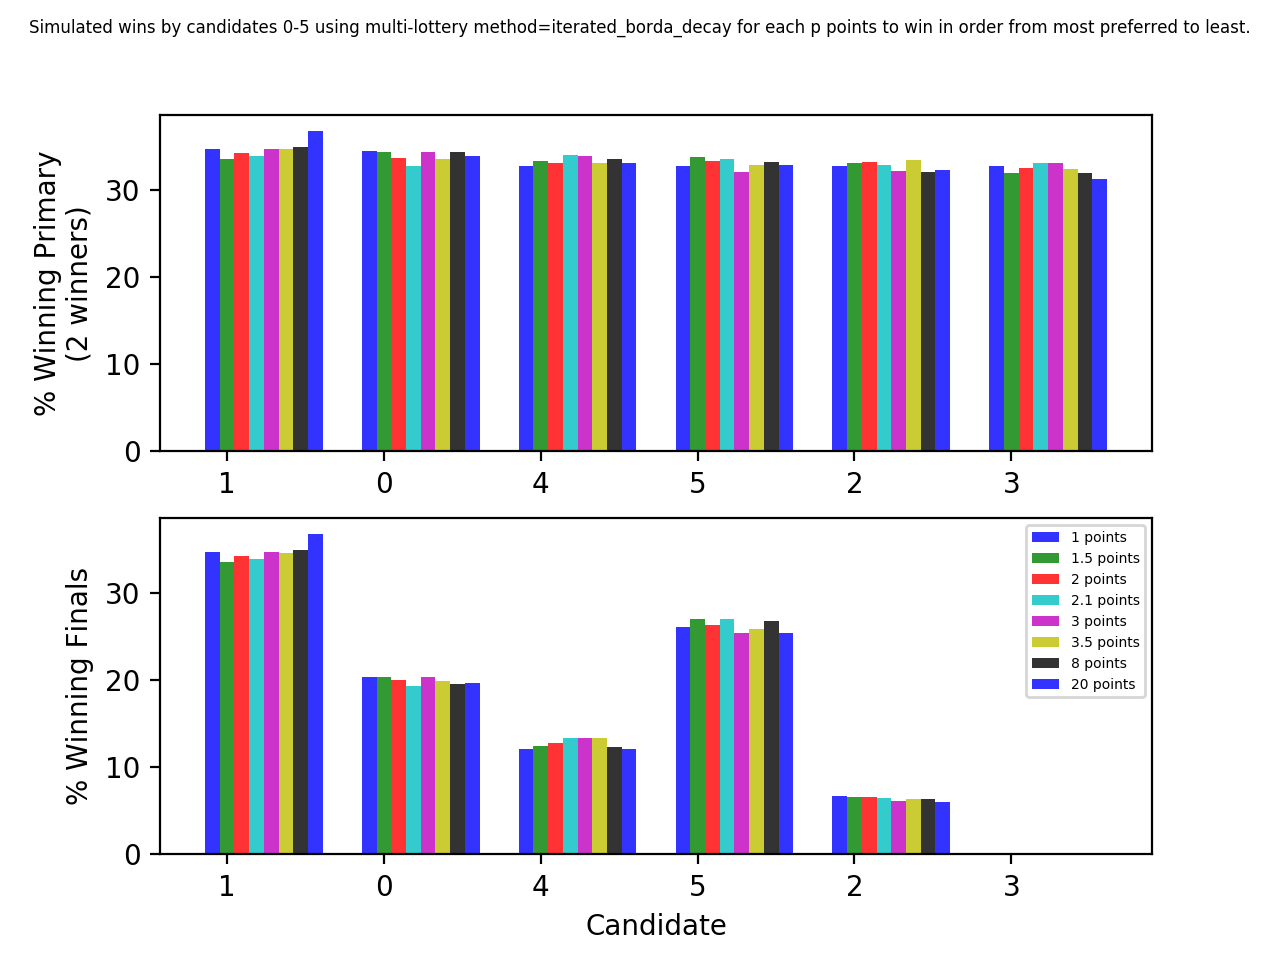 Simulated wins by candidates 0-5 using multi-lottery method=iterated_borda_decay for each p points to win in order from most preferred to least.
% Winning Primary
(2 winners)
30
20
10
0
1 0 4 5 2 3
% Winning Finals
30
20
10
0
1 points
1.5 points
2 points
2.1 points
3 points
3.5 points
8 points
20 points
1 0 4 5 2 3
Candidate